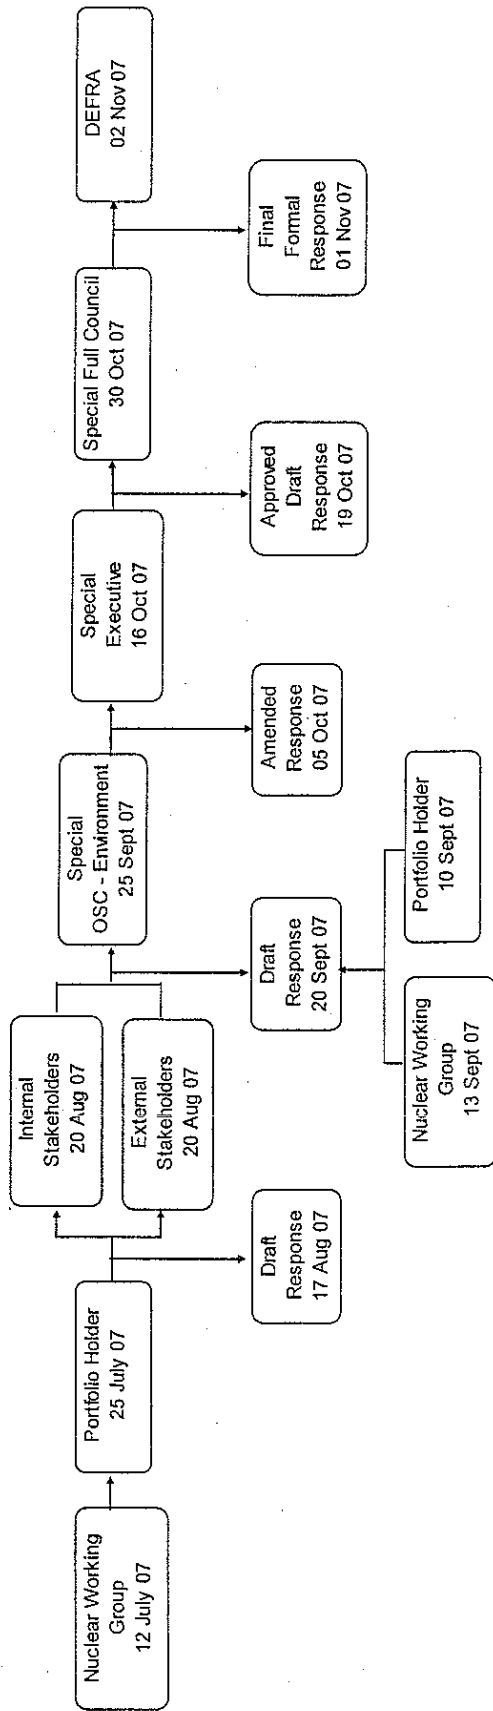 Nuclear Working
Group
12 July 07
Portfolio Holder
25 July 07
Draft
Response
17 Aug 07
Internal
Stakeholders
20 Aug 07
External
Stakeholders
20 Aug 07
Draft
Response
20 Sept 07
Nuclear Working
Group
13 Sept 07
Portfolio Holder
10 Sept 07
Special
OSC - Environment
25 Sept 07
Amended
Response
05 Oct 07
Special
Executive
16 Oct 07
Approved
Draft
Response
19 Oct 07
Special Full Council
30 Oct 07
Final
Formal
Response
01 Nov 07
DEFRA
02 Nov 07